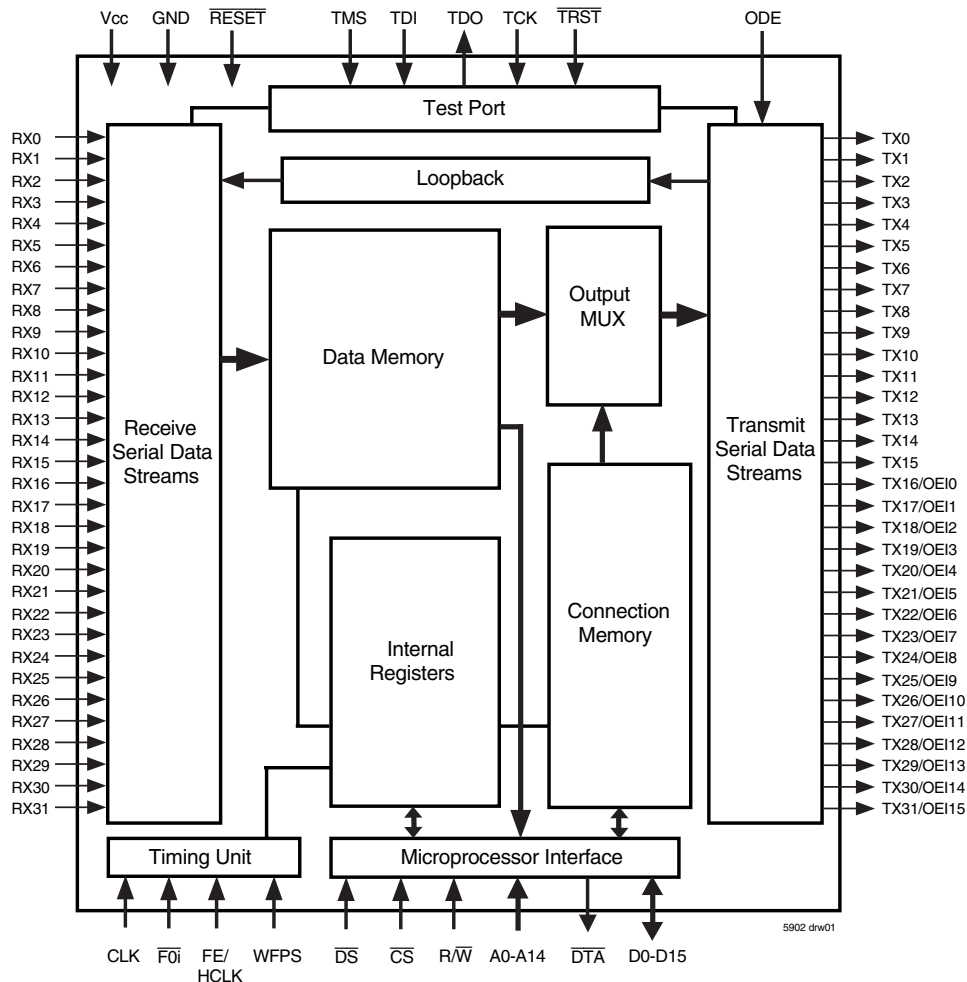 Vcc GND RESET TMS TDI TDO TCK TRST ODE
Test Port
Loopback
RX0
RX1
RX2
RX3
RX4
RX5
RX6
RX7
RX8
RX9
RX10
RX11
RX12
RX13
RX14
RX15
RX16
RX17
RX18
RX19
RX20
RX21
RX22
RX23
RX24
RX25
RX26
RX27
RX28
RX29
RX30
RX31
Receive
Serial Data
Streams
Data Memory
Output
MUX
Internal
Registers
Connection
Memory
Transmit
Serial Data
Streams
TX0
TX1
TX2
TX3
TX4
TX5
TX6
TX7
TX8
TX9
TX10
TX11
TX12
TX13
TX14
TX15
TX16/OEI0
TX17/OEI1
TX18/OEI2
TX19/OEI3
TX20/OEI4
TX21/OEI5
TX22/OEI6
TX23/OEI7
TX24/OEI8
TX25/OEI9
TX26/OEI10
TX27/OEI11
TX28/OEI12
TX29/OEI13
TX30/OEI14
TX31/OEI15
Timing Unit
Microprocessor Interface
5902 drw01
CLK F0i FE/ WFPS DS CS R/W A0-A14 DTA D0-D15
HCLK